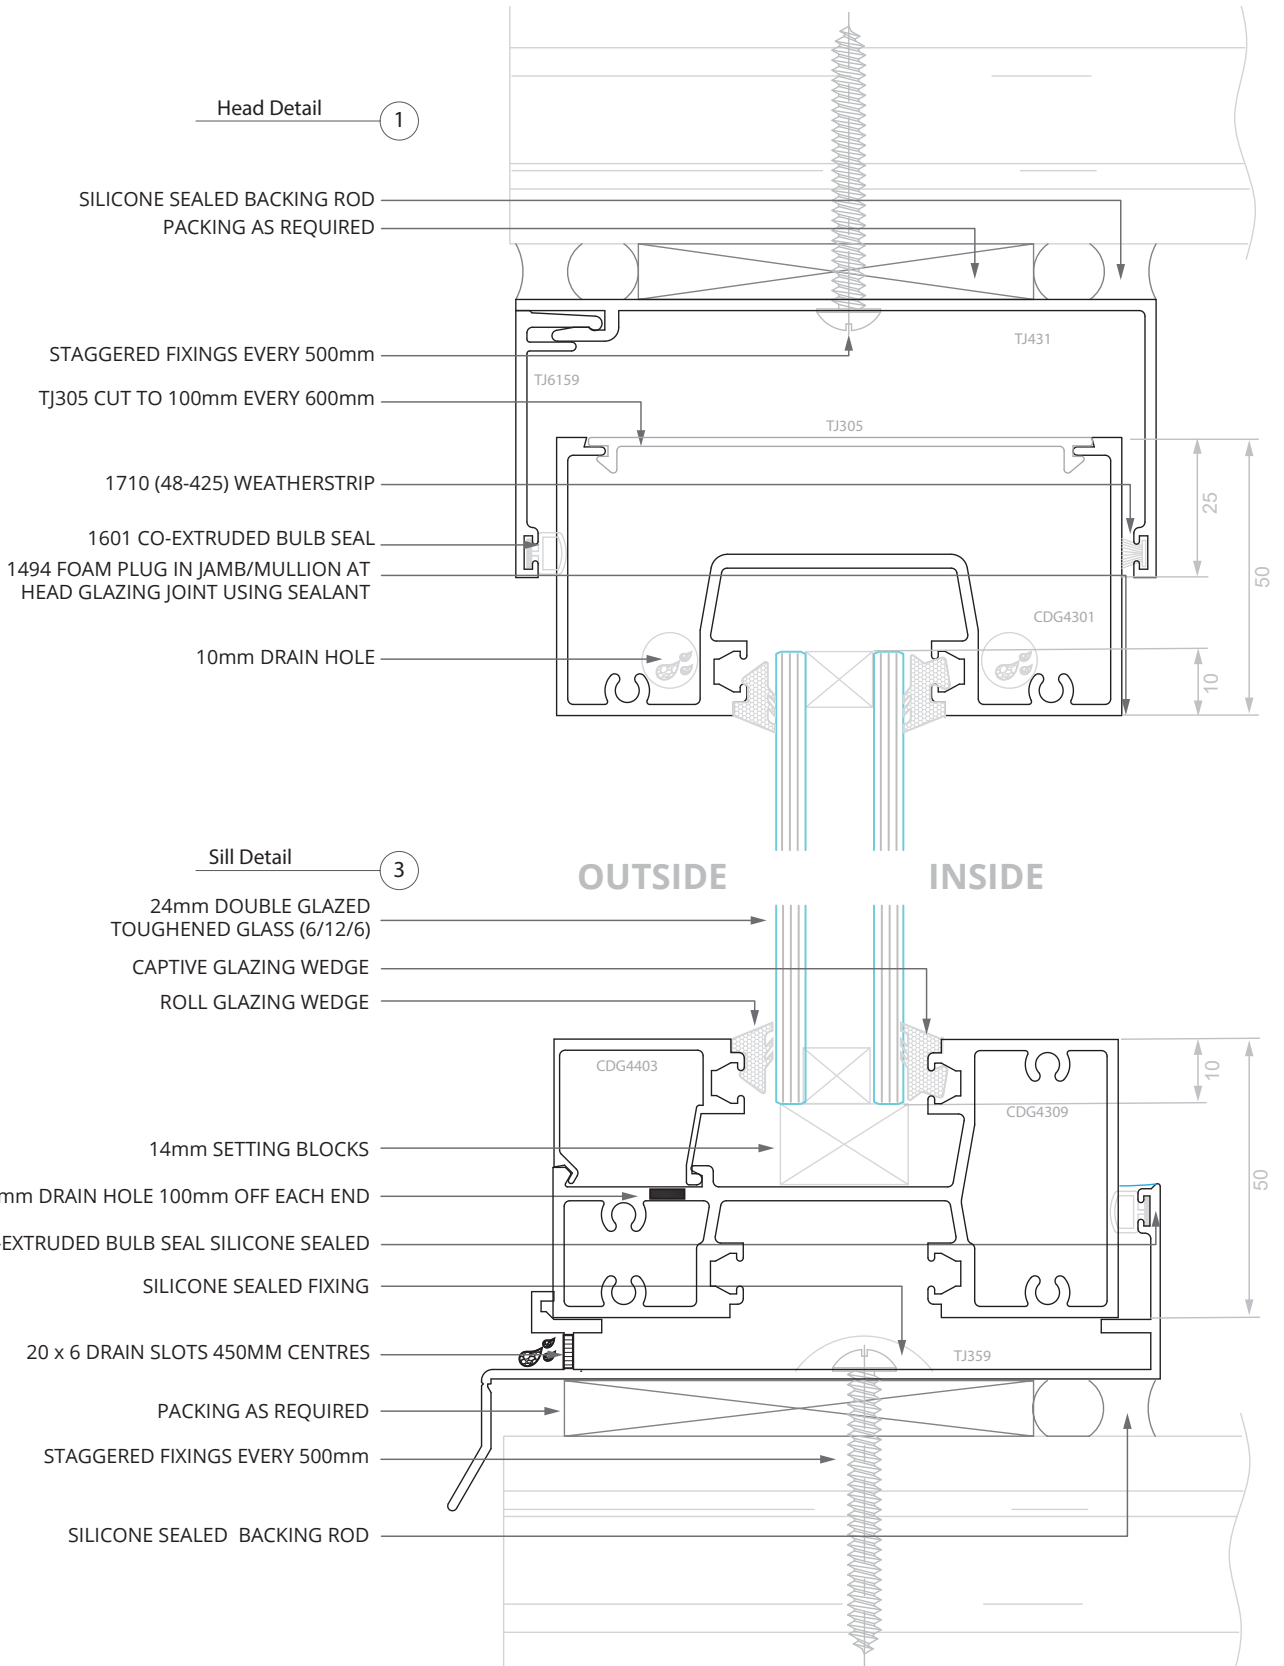 Head Detail
1
SILICONE SEALED BACKING ROD
PACKING AS REQUIRED
STAGGERED FIXINGS EVERY 500mm
TJ431
TJ6159
TJ305 CUT TO 100mm EVERY 600mm
TJ305
1710 (48-425) WEATHERSTRIP
25
1601 CO-EXTRUDED BULB SEAL
1494 FOAM PLUG IN JAMB/MULLION AT
HEAD GLAZING JOINT USING SEALANT
50
CDG4301
10mm DRAIN HOLE
10
Sill Detail
3
OUTSIDE
INSIDE
24mm DOUBLE GLAZED
TOUGHENED GLASS (6/12/6)
CAPTIVE GLAZING WEDGE
ROLL GLAZING WEDGE
CDG4403
10
CDG4309
14mm SETTING BLOCKS
50
mm DRAIN HOLE 100mm OFF EACH END
-EXTRUDED BULB SEAL SILICONE SEALED
SILICONE SEALED FIXING
20 x 6 DRAIN SLOTS 450MM CENTRES
TJ359
PACKING AS REQUIRED
STAGGERED FIXINGS EVERY 500mm
SILICONE SEALED BACKING ROD